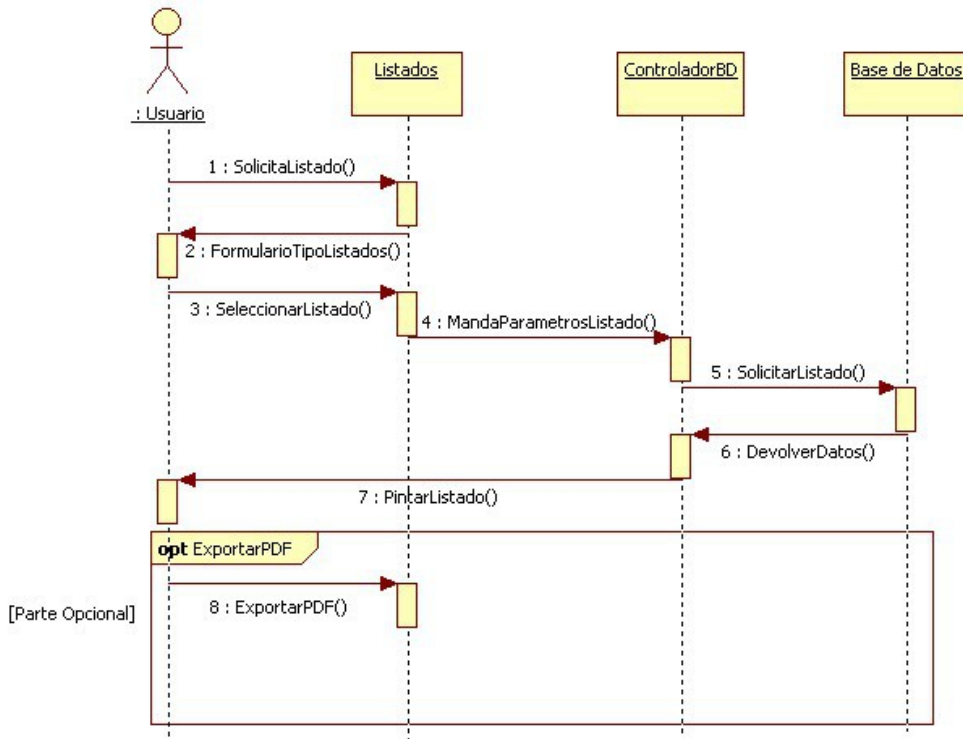 : Usuario
Listados
ControladorBD
Base de Datos
1 : SolicitaListado()
2 : FormularioTipoListados()
3 : SeleccionarListado()
4 : MandaParametrosListado()
5 : SolicitarListado()
6 : DevolverDatos()
7 : PintarListado()
opt ExportarPDF
8 : ExportarPDF()
[Parte Opcional]